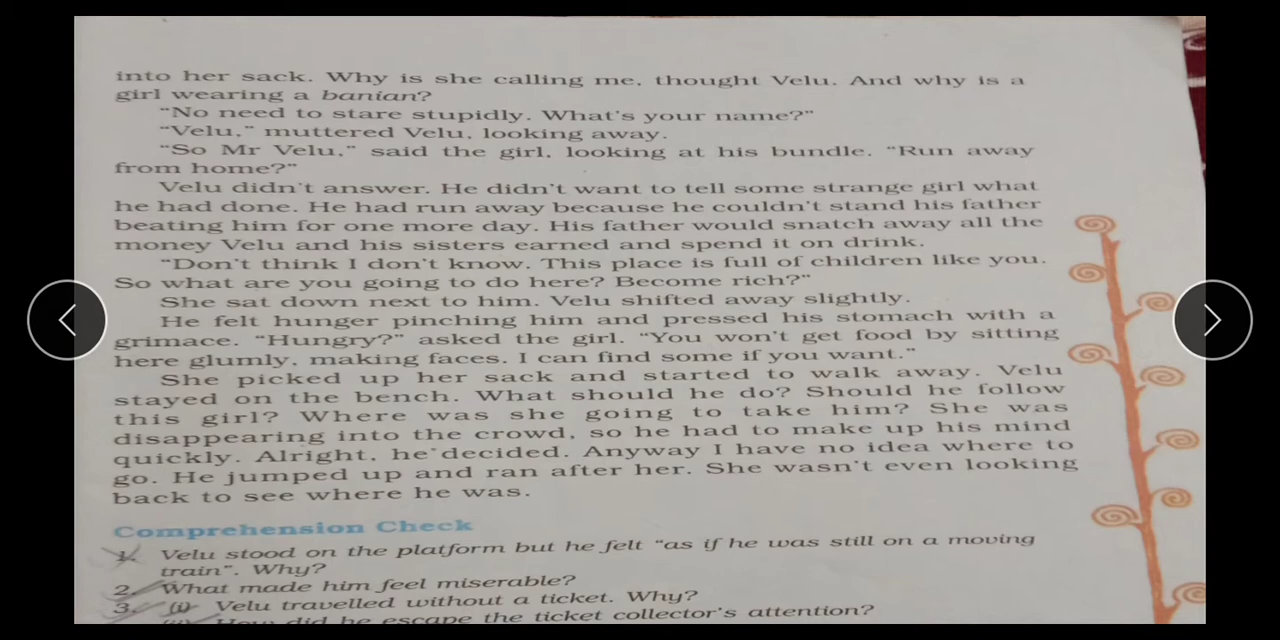 into her sack. Why is she calling me, thought Velu. And why is a
girl wearing a banian?
"No need to stare stupidly. What's your name?"
"Velu," muttered Velu, looking away.
"So Mr Velu," said the girl, looking at his bundle. "Run away
from home?"
Velu didn't answer. He didn't want to tell some strange girl what
he had done. He had run away because he couldn't stand his father
beating him for one more day. His father would snatch away all the
money Velu and his sisters earned and spend it on drink.
"Don't think I don't know. This place is full of children like you.
So what are you going to do here? Become rich?"
She sat down next to him. Velu shifted away slightly.
He felt hunger pinching him and pressed his stomach with a
grimace. "Hungry?" asked the girl. "You won't get food by sitting
here glumly, making faces. I can find some if you want."
She picked up her sack and started to walk away. Velu
stayed on the bench. What should he do? Should he follow
this girl? Where was she going to take him? She was
disappearing into the crowd, so he had to make up his mind
quickly. Alright, he decided. Anyway I have no idea where to
go. He jumped up and ran after her. She wasn't even looking
back to see where he was.
Comprehension Check
1. Velu stood on the platform but he felt "as if he was still on a moving
train". Why?
2. What made him feel miserable?
3. (i) Velu travelled without a ticket. Why?
(ii) How did he escape the ticket collector's attention?